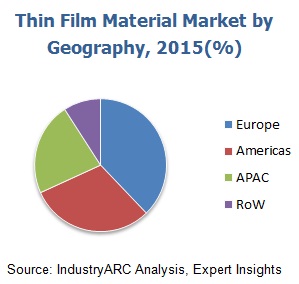 Thin Film Material Market by
Geography, 2015(%)
Europe
Americas
APAC
RoW
Source: IndustryARC Analysis, Expert Insights